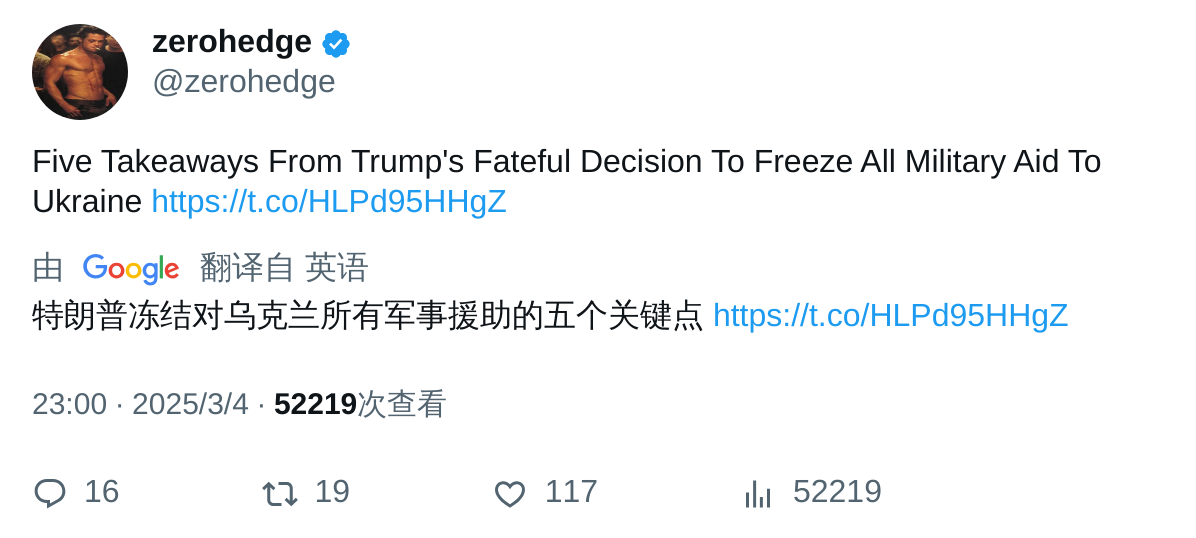 zerohedge
@zerohedge
Five Takeaways From Trump's Fateful Decision To Freeze All Military Aid To
Ukraine https://t.co/HLPd95HHgZ
由 Google 翻译自 英语
特朗普冻结对乌克兰所有军事援助的五个关键点 https://t.co/HLPd95HHgZ
23:00 · 2025/3/4 · 52219次查看
16 19 117 52219